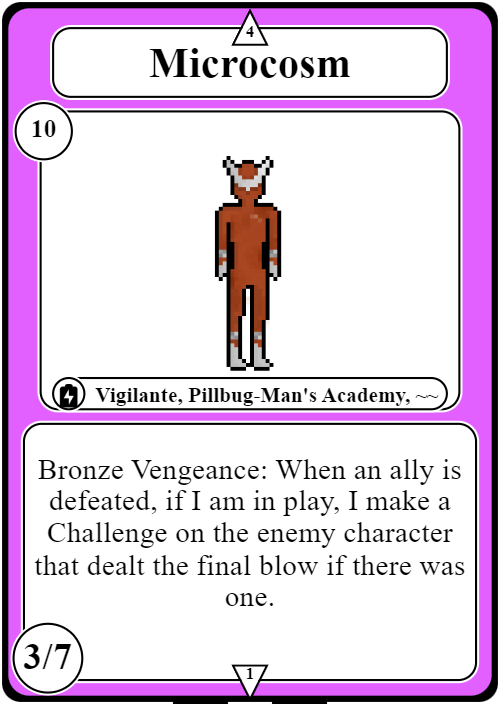 4
Microcosm
10
Vigilante, Pillbug-Man's Academy, ~~
Bronze Vengeance: When an ally is
defeated, if I am in play, I make a
Challenge on the enemy character
that dealt the final blow if there was
one.
3/7
1